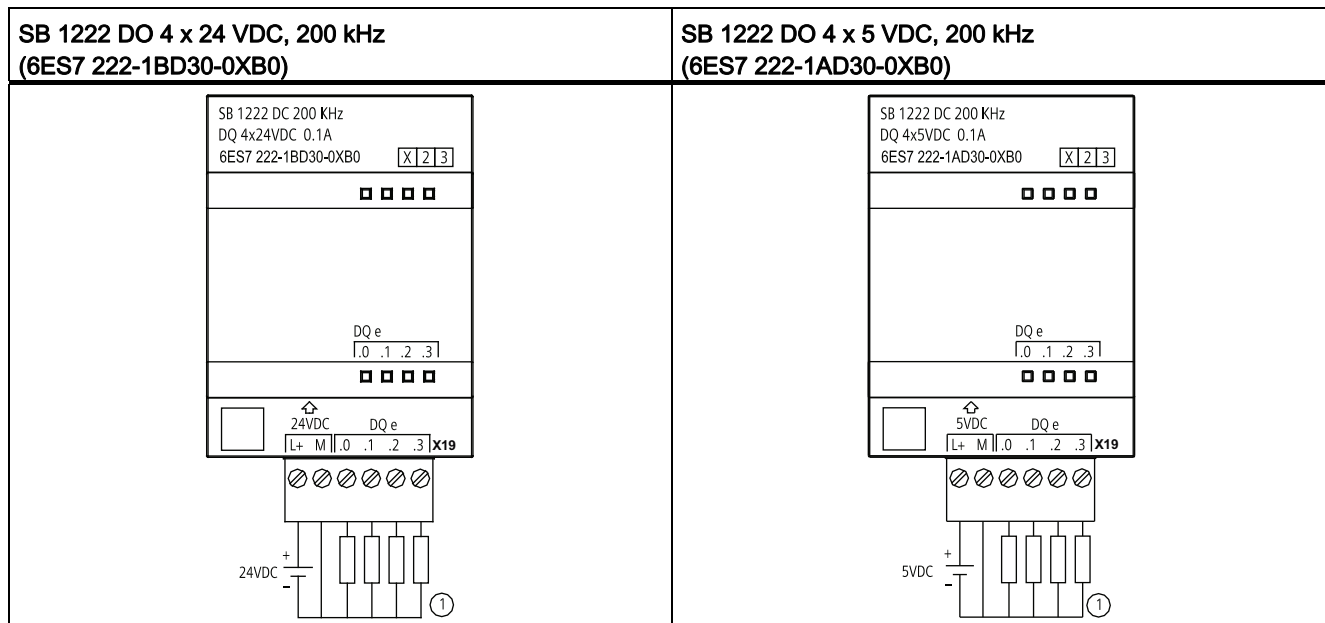 SB 1222 DO 4 x 24 VDC, 200 kHz
(6ES7 222-1BD30-0XB0)
SB 1222 DC 200 KHz
DQ 4x24VDC 0.1A
6ES7 222-1BD30-0XB0 X 2 3
DQ e
.0 .1 .2 .3
24VDC DQ e
L+ M .0 .1 .2 .3 X19
+
24VDC
−
1
SB 1222 DO 4 x 5 VDC, 200 kHz
(6ES7 222-1AD30-0XB0)
SB 1222 DC 200 KHz
DQ 4x5VDC 0.1A
6ES7 222-1AD30-0XB0 X 2 3
DQ e
.0 .1 .2 .3
5VDC DQ e
L+ M .0 .1 .2 .3 X19
+
5VDC
−
1